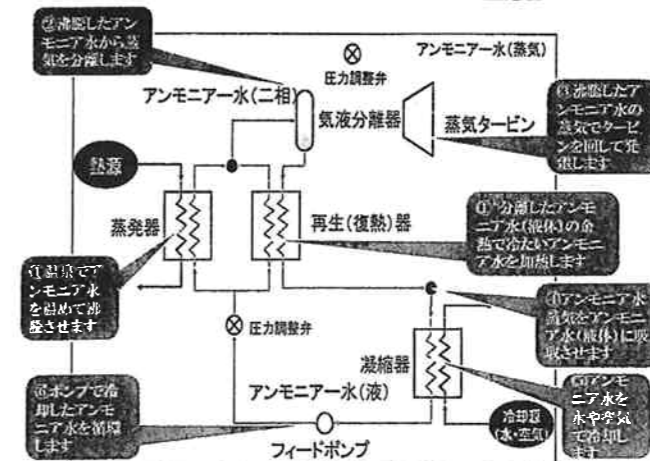 ②沸騰したアン
モニア水から蒸
気を分離します
アンモニアー水(蒸気)
圧力調整弁
アンモニアー水(二相)
気液分離器
蒸気タービン
③沸騰したア
ンモニア水の
蒸気でタービ
ンを回して発
電します
熱源
蒸発器
再生(復熱)器
分離したアンモ
ニア水(液体)の余
熱で冷たいアンモニ
ア水を加熱します
①温泉でア
ンモニア水
を温めて沸
騰させます
圧力調整弁
④アンモニア水
蒸気をアンモニ
ア水(液体)に吸
収させます
凝縮器
アンモニアー水(液)
⑤アンモ
ニア水を
水や空気
で冷却し
ます
冷却源
(水・空気)
⑥ポンプで冷
却したアンモ
ニア水を循環
します
フィードポンプ